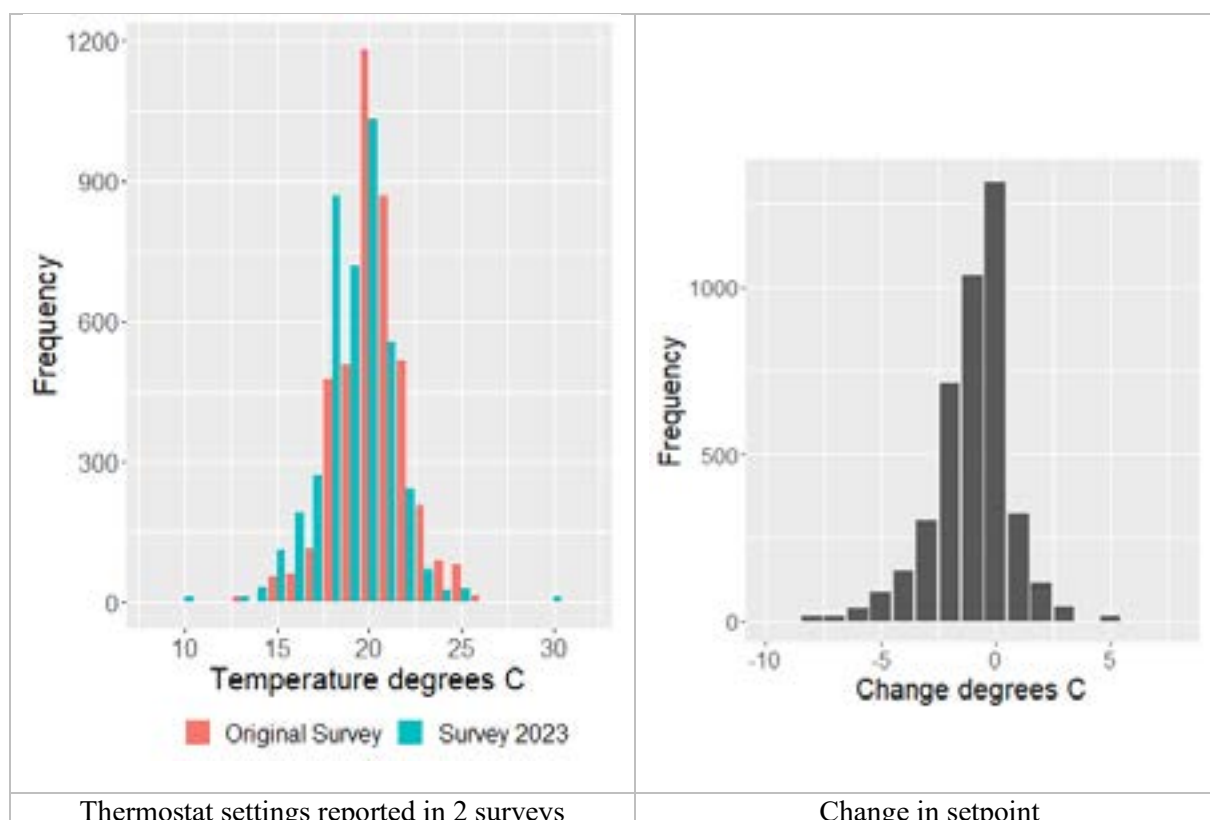 1200
900
600
300
0
Frequency
10 15 20 25 30
Temperature degrees C
Original Survey Survey 2023
1000
500
0
Frequency
-10 -5 0 5
Change degrees C
Thermostat settings reported in 2 surveys
Change in setpoint